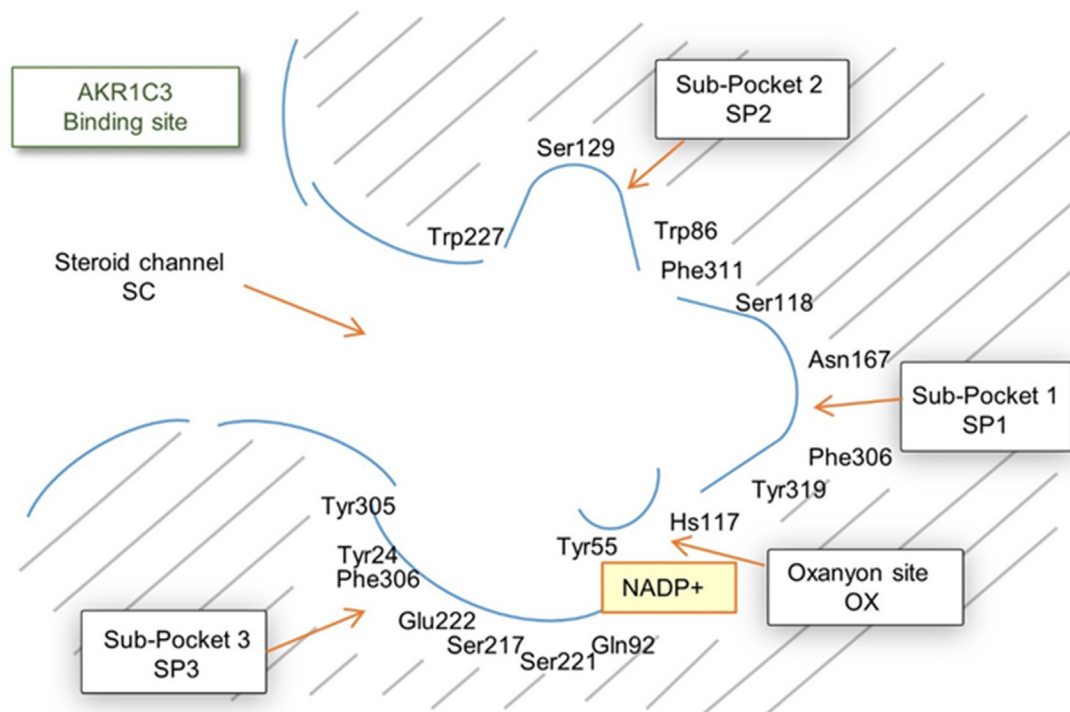 AKR1C3
Binding site
Sub-Pocket 2
SP2
Ser129
Trp227
Trp86
Phe311
Steroid channel
SC
Ser118
Asn167
Sub-Pocket 1
SP1
Phe306
Tyr319
Tyr305
Hs117
Tyr55
Tyr24
Phe306
NADP+
Oxanyon site
OX
Glu222
Sub-Pocket 3
SP3
Ser217
Ser221
Gln92